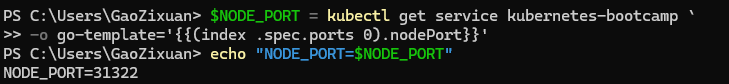 PS C:\Users\GaoZixuan> $NODE_PORT = kubectl get service kubernetes-bootcamp `
>> -o go-template='{{(index .spec.ports 0).nodePort}}'
PS C:\Users\GaoZixuan> echo "NODE_PORT=$NODE_PORT"
NODE_PORT=31322